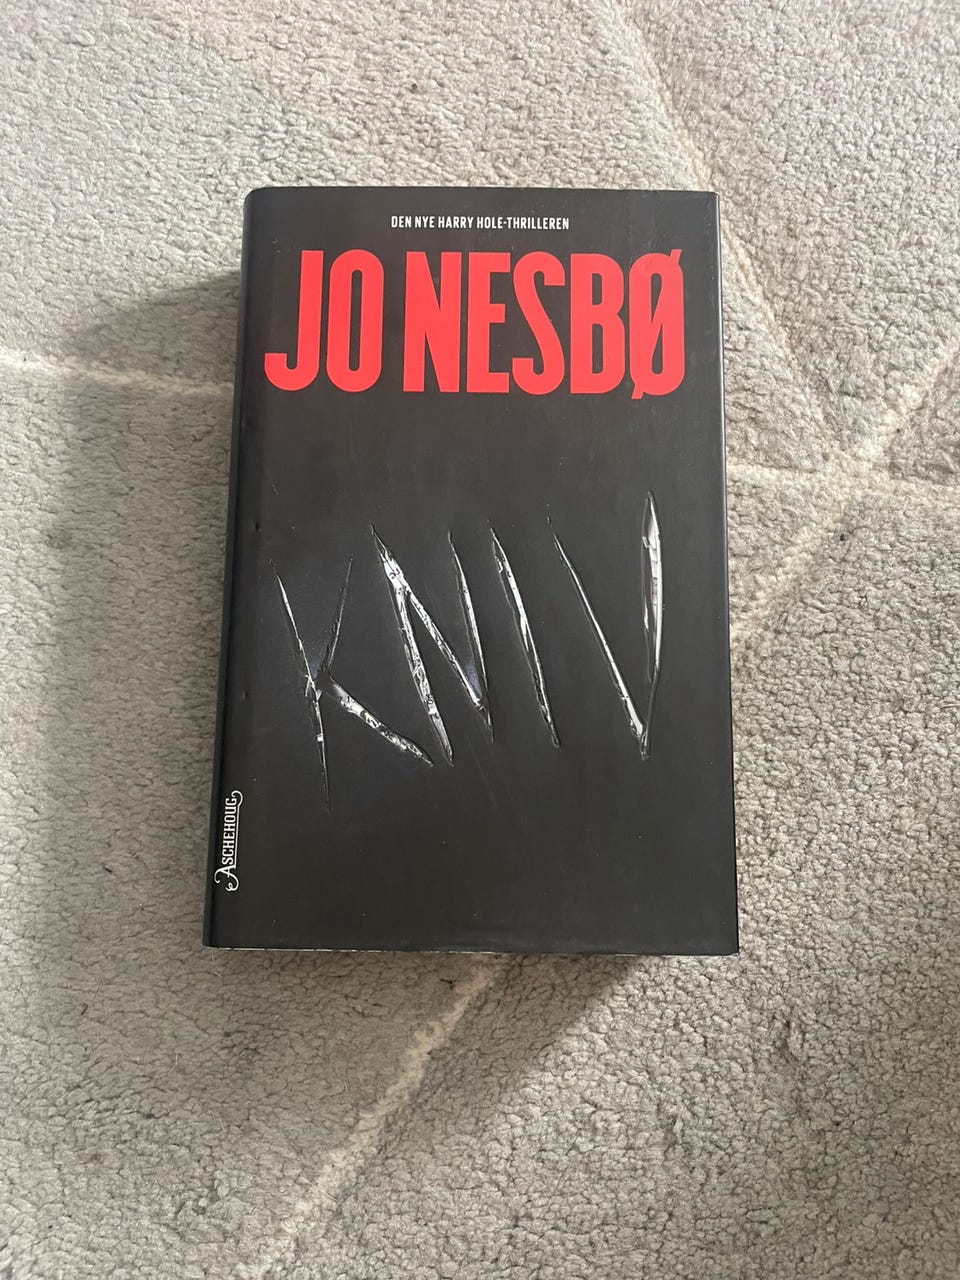 DEN NYE HARRY HOLE-THRILLEREN
JO NESBØ
KNIV
ASCHEHOUG